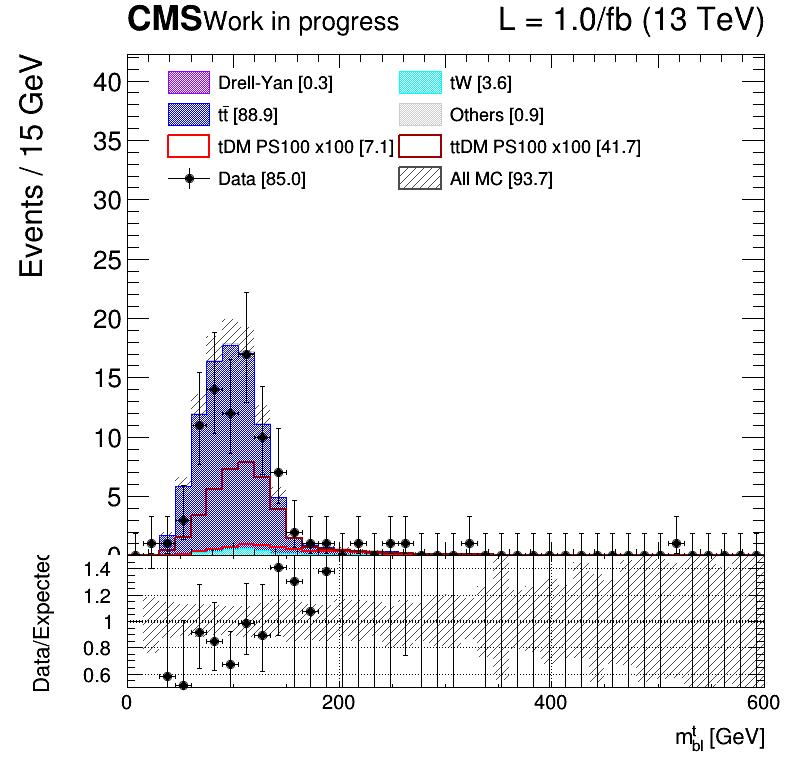 CMS Work in progress L = 1.0/fb (13 TeV)
Events / 15 GeV
40
35
30
25
20
15
10
5
0
Drell-Yan [0.3] tW [3.6]
tt̄ [88.9] Others [0.9]
tDM PS100 x100 [7.1] ttDM PS100 x100 [41.7]
Data [85.0] All MC [93.7]
Data/Expected
1.4
1.2
1
0.8
0.6
0 200 400 600
m^t_bl [GeV]